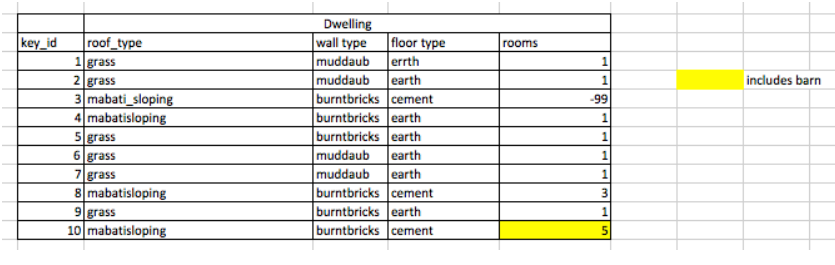 Dwelling
key_id roof_type wall type floor type rooms
1 grass muddaub errth 1
2 grass muddaub earth 1 includes barn
3 mabati_sloping burntbricks cement -99
4 mabatisloping burntbricks earth 1
5 grass burntbricks earth 1
6 grass muddaub earth 1
7 grass muddaub earth 1
8 mabatisloping burntbricks cement 3
9 grass burntbricks earth 1
10 mabatisloping burntbricks cement 5